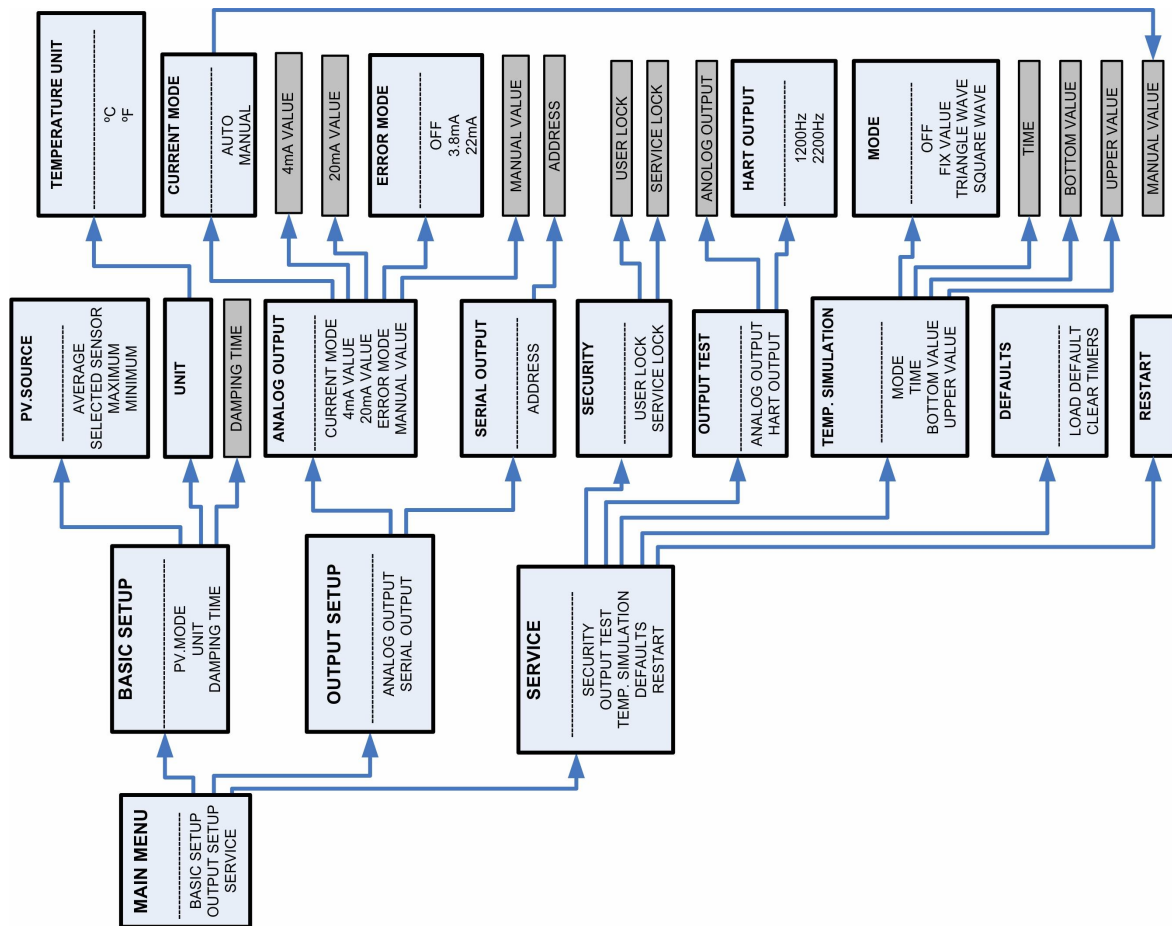 MAIN MENU
BASIC SETUP
OUTPUT SETUP
SERVICE
BASIC SETUP
PV.MODE
UNIT
DAMPING TIME
OUTPUT SETUP
ANALOG OUTPUT
SERIAL OUTPUT
SERVICE
SECURITY
OUTPUT TEST
TEMP. SIMULATION
DEFAULTS
RESTART
PV.SOURCE
AVERAGE
SELECTED SENSOR
MAXIMUM
MINIMUM
UNIT
DAMPING TIME
ANALOG OUTPUT
CURRENT MODE
4mA VALUE
20mA VALUE
ERROR MODE
MANUAL VALUE
SERIAL OUTPUT
ADDRESS
SECURITY
USER LOCK
SERVICE LOCK
OUTPUT TEST
ANALOG OUTPUT
HART OUTPUT
TEMP. SIMULATION
MODE
TIME
BOTTOM VALUE
UPPER VALUE
DEFAULTS
LOAD DEFAULT
CLEAR TIMERS
RESTART
TEMPERATURE UNIT
ºC
ºF
CURRENT MODE
AUTO
MANUAL
4mA VALUE
20mA VALUE
ERROR MODE
OFF
3.8mA
22mA
MANUAL VALUE
ADDRESS
USER LOCK
SERVICE LOCK
ANOLOG OUTPUT
HART OUTPUT
1200Hz
2200Hz
MODE
OFF
FIX VALUE
TRIANGLE WAVE
SQUARE WAVE
TIME
BOTTOM VALUE
UPPER VALUE
MANUAL VALUE